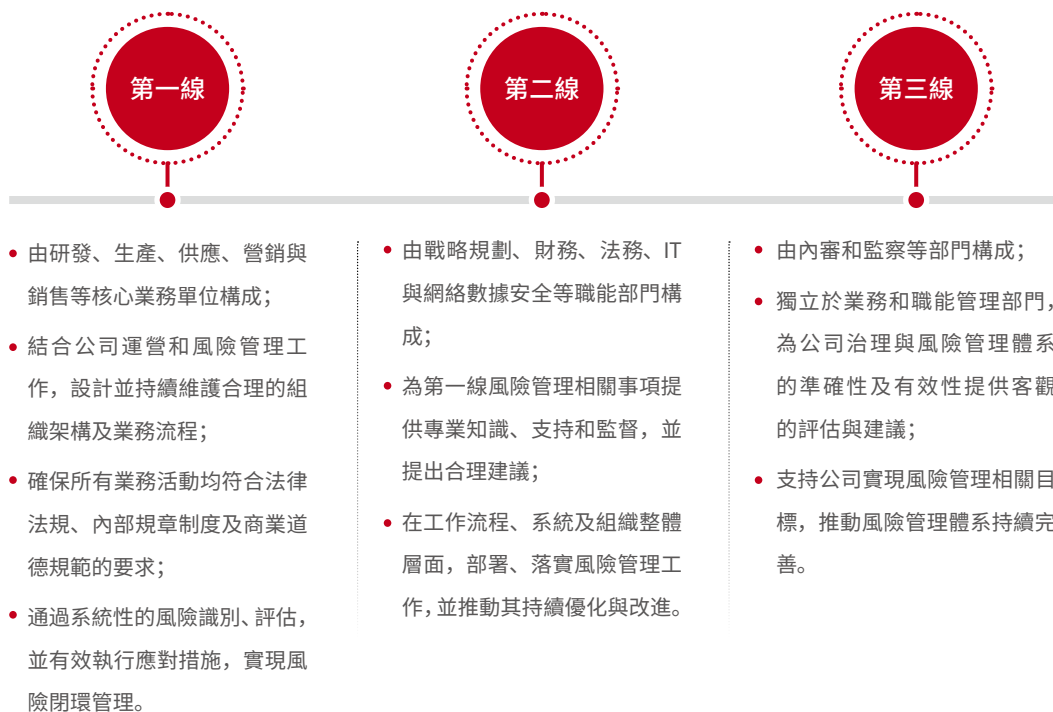 第一線
第二線
第三線
由研發、生產、供應、營銷與
銷售等核心業務單位構成；
結合公司運營和風險管理工
作，設計並持續維護合理的組
織架構及業務流程；
確保所有業務活動均符合法律
法規、內部規章制度及商業道
德規範的要求；
通過系統性的風險識別、評估，
並有效執行應對措施，實現風
險閉環管理。
由戰略規劃、財務、法務、IT
與網絡數據安全等職能部門構
成；
為第一線風險管理相關事項提
供專業知識、支持和監督，並
提出合理建議；
在工作流程、系統及組織整體
層面，部署、落實風險管理工
作，並推動其持續優化與改進。
由內審和監察等部門構成；
獨立於業務和職能管理部門，
為公司治理與風險管理體系
的準確性及有效性提供客觀
的評估與建議；
支持公司實現風險管理相關目
標，推動風險管理體系持續完
善。